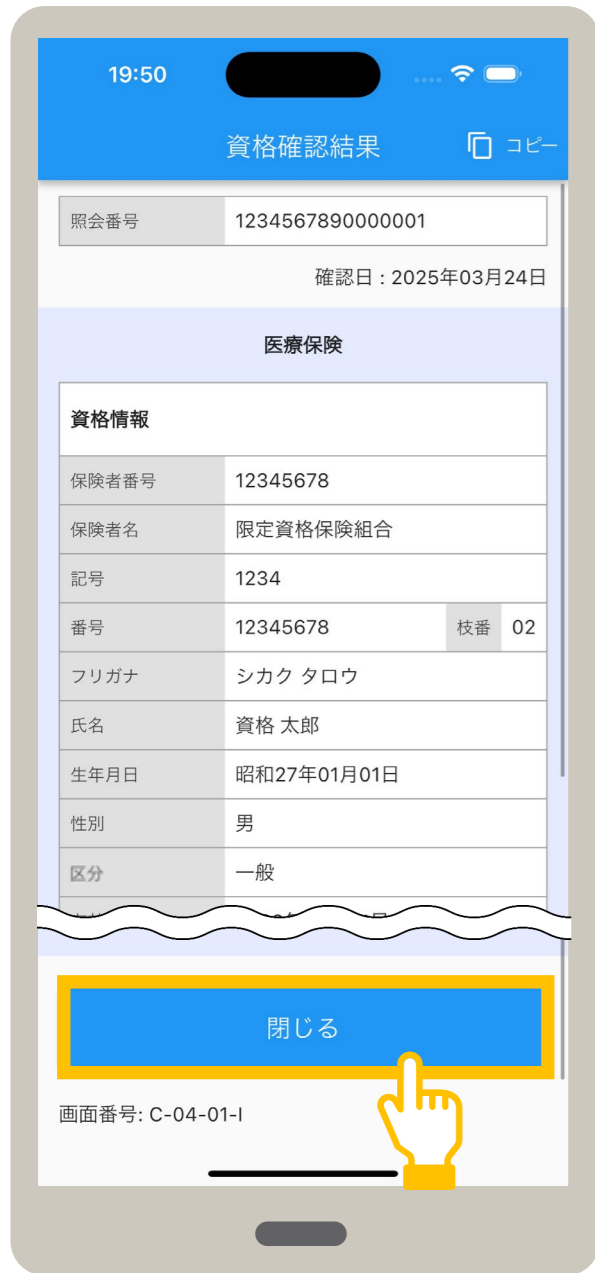 19:50
資格確認結果 コピー
照会番号 1234567890000001
確認日：2025年03月24日
医療保険
資格情報
保険者番号 12345678
保険者名 限定資格保険組合
記号 1234
番号 12345678 枝番 02
フリガナ シカク タロウ
氏名 資格 太郎
生年月日 昭和27年01月01日
性別 男
区分 一般
閉じる
画面番号: C-04-01-I